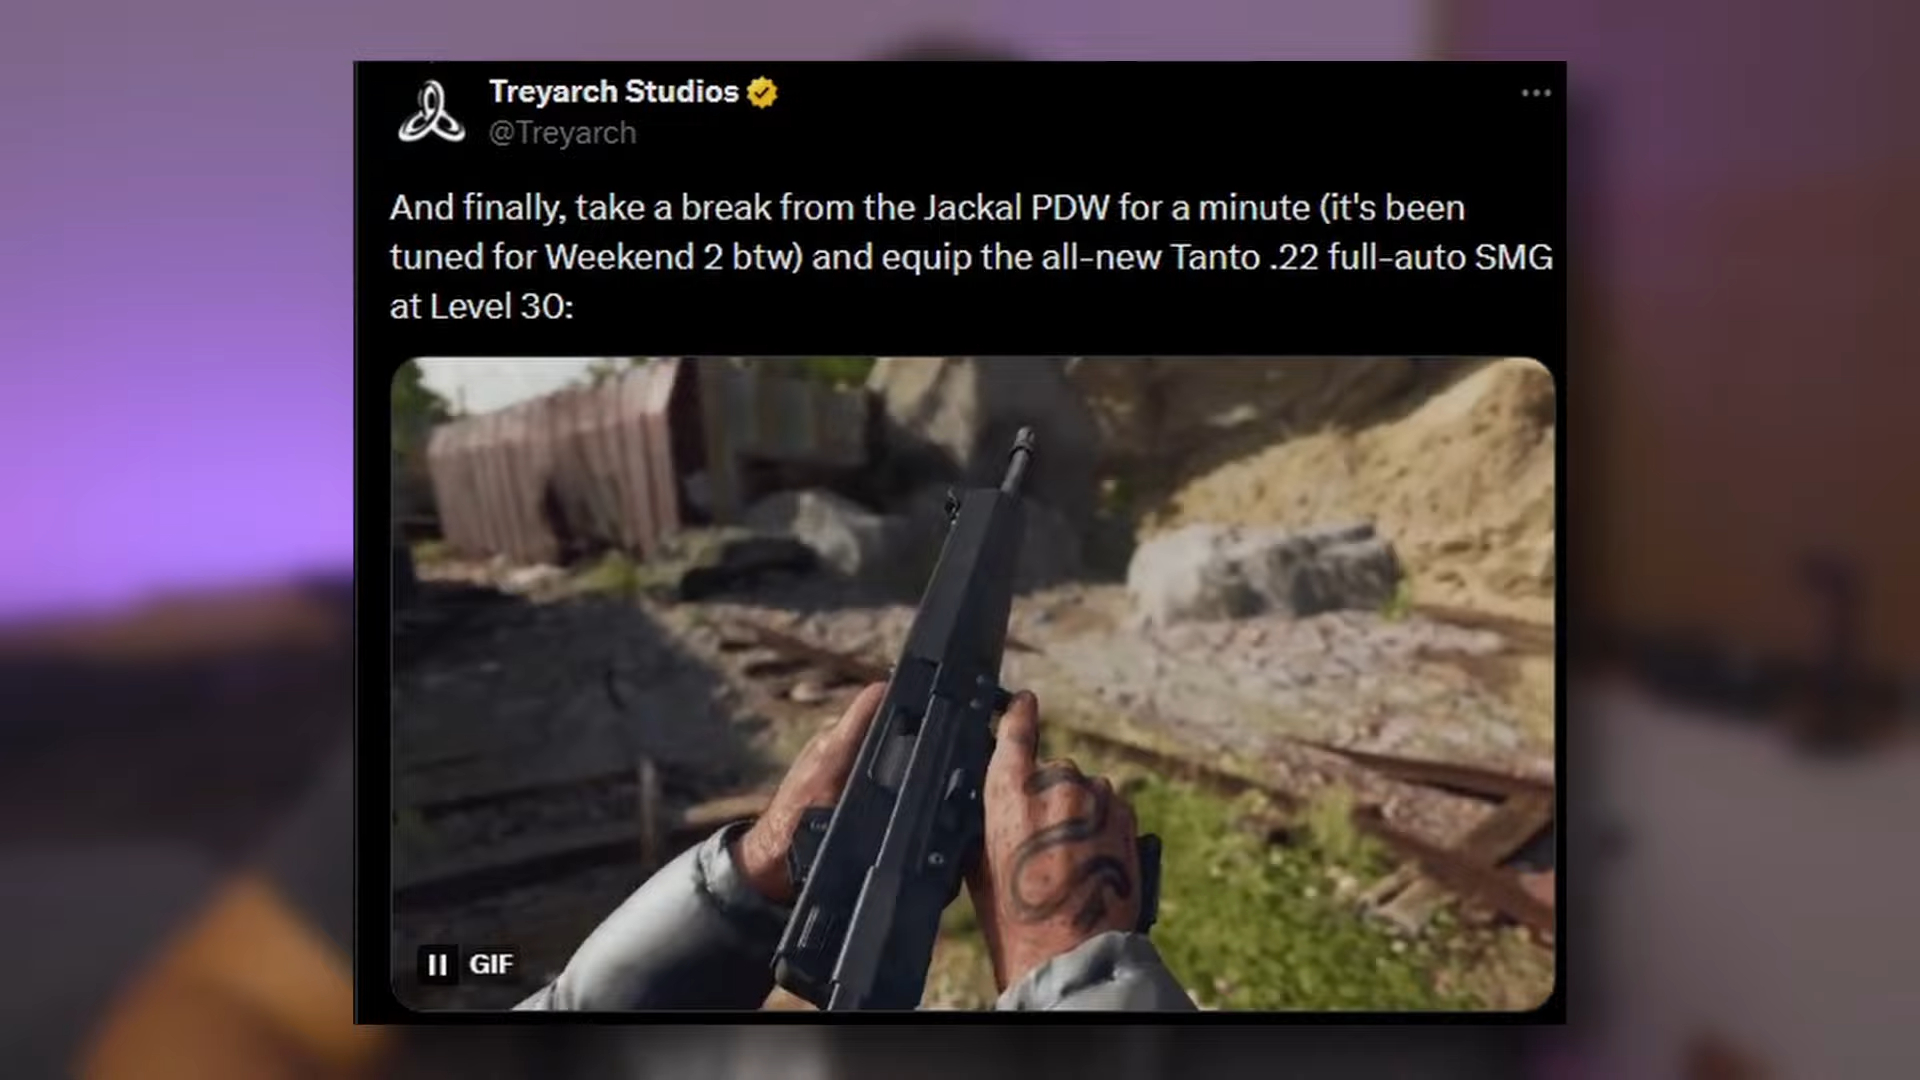 Treyarch Studios
@Treyarch
And finally, take a break from the Jackal PDW for a minute (it's been
tuned for Weekend 2 btw) and equip the all-new Tanto .22 full-auto SMG
at Level 30:
GIF